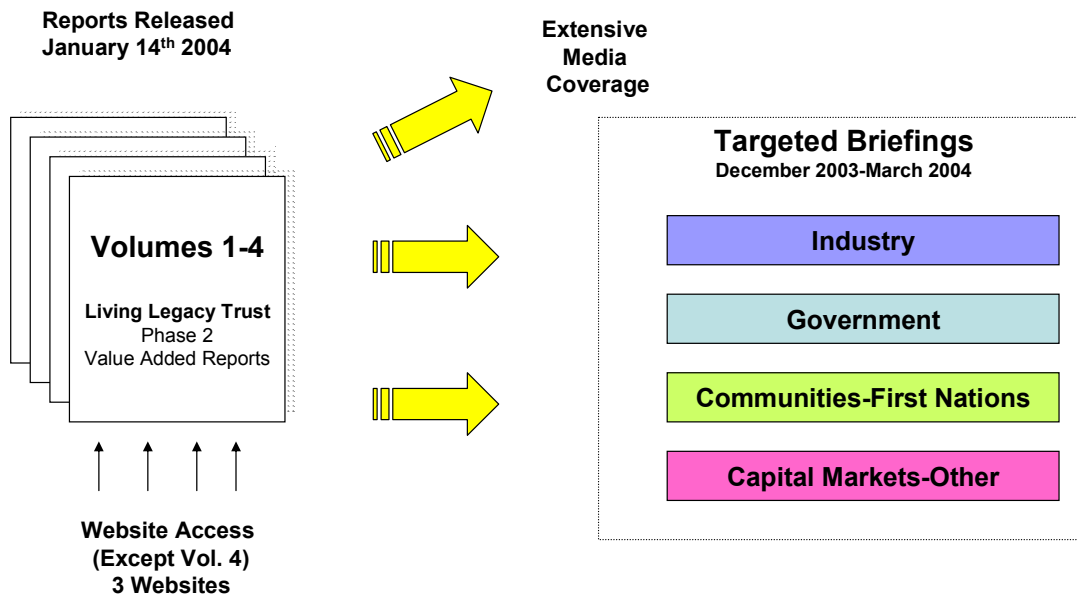 Reports Released
January 14th 2004
Extensive
Media
Coverage
Volumes 1-4
Living Legacy Trust
Phase 2
Value Added Reports
Website Access
(Except Vol. 4)
3 Websites
Targeted Briefings
December 2003-March 2004
Industry
Government
Communities-First Nations
Capital Markets-Other